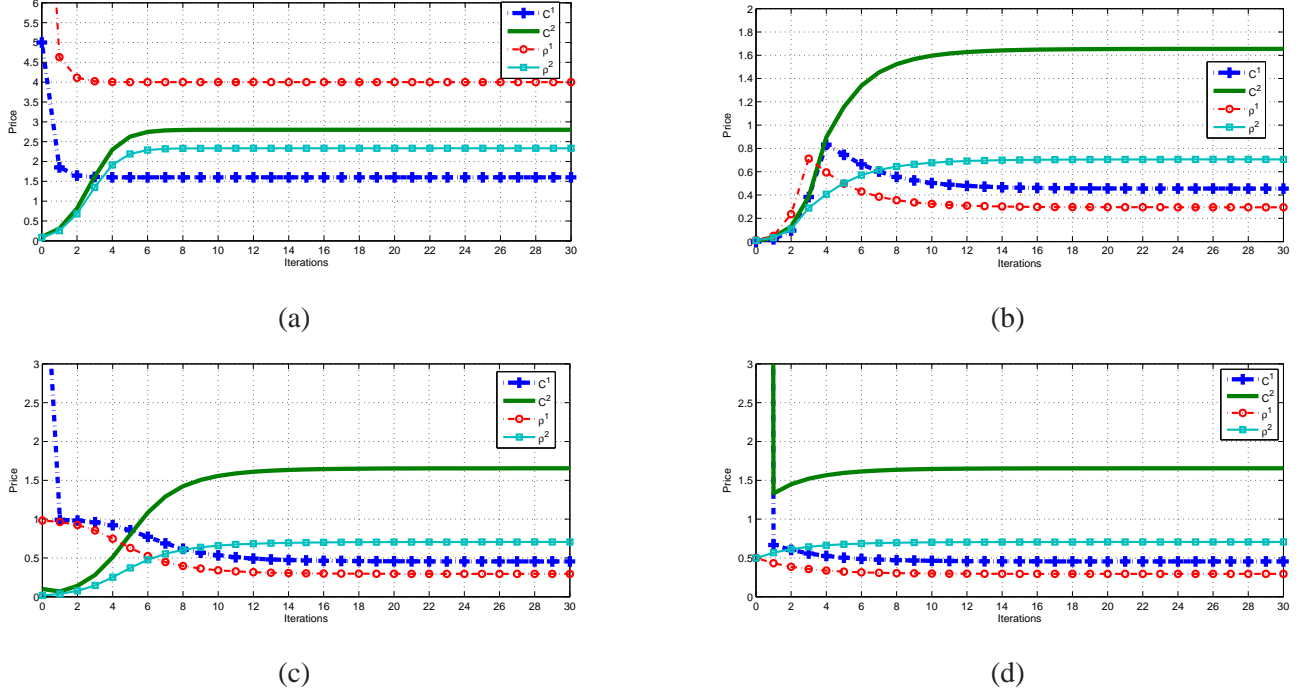 6
5.5
5
4.5
4
3.5
3
2.5
2
1.5
1
0.5
0
Price
0 2 4 6 8 10 12 14 16 18 20 22 24 26 28 30
Iterations
C¹
C²
ρ¹
ρ²
(a)
2
1.8
1.6
1.4
1.2
1
0.8
0.6
0.4
0.2
0
Price
0 2 4 6 8 10 12 14 16 18 20 22 24 26 28 30
Iterations
C¹
C²
ρ¹
ρ²
(b)
3
2.5
2
1.5
1
0.5
0
Price
0 2 4 6 8 10 12 14 16 18 20 22 24 26 28 30
Iterations
C¹
C²
ρ¹
ρ²
(c)
3
2.5
2
1.5
1
0.5
0
Price
0 2 4 6 8 10 12 14 16 18 20 22 24 26 28 30
Iterations
C¹
C²
ρ¹
ρ²
(d)